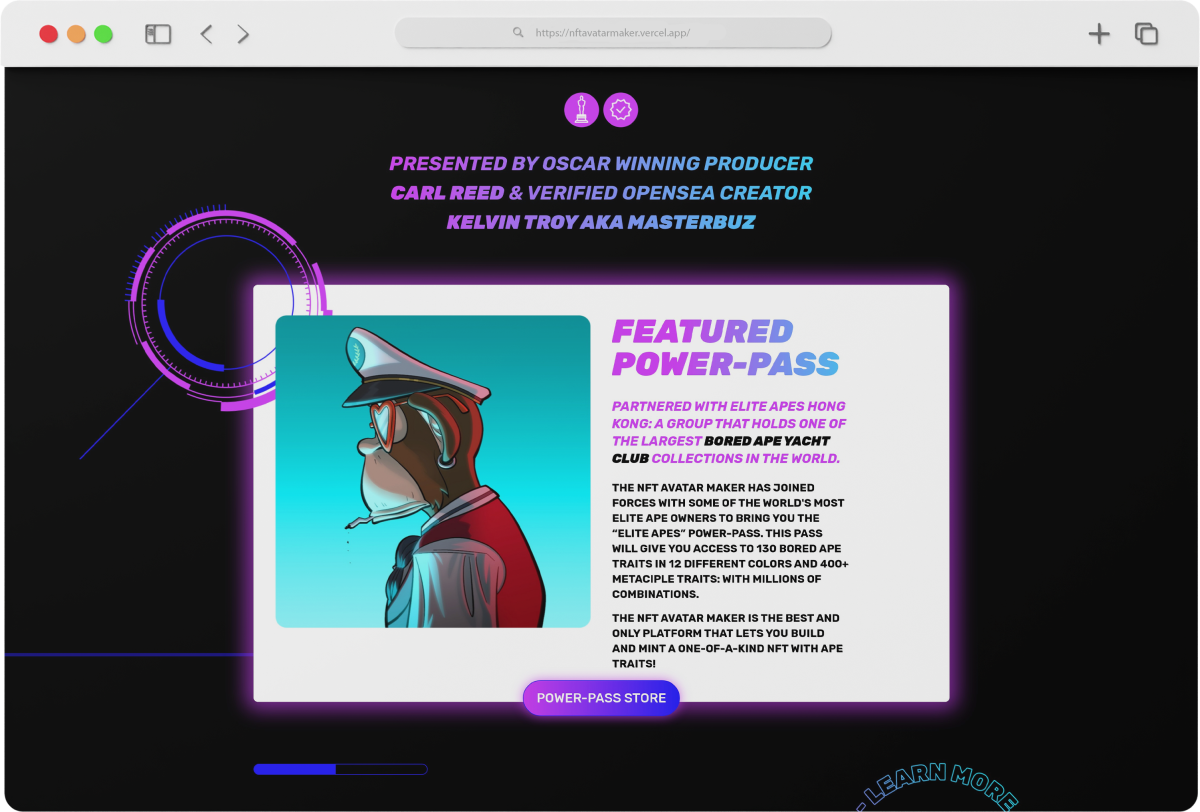 https://nftavatarmaker.vercel.app/
PRESENTED BY OSCAR WINNING PRODUCER
CARL REED & VERIFIED OPENSEA CREATOR
KELVIN TROY AKA MASTERBUZ
FEATURED
POWER-PASS
PARTNERED WITH ELITE APES HONG
KONG: A GROUP THAT HOLDS ONE OF
THE LARGEST BORED APE YACHT
CLUB COLLECTIONS IN THE WORLD.
THE NFT AVATAR MAKER HAS JOINED
FORCES WITH SOME OF THE WORLD'S MOST
ELITE APE OWNERS TO BRING YOU THE
“ELITE APES” POWER-PASS. THIS PASS
WILL GIVE YOU ACCESS TO 130 BORED APE
TRAITS IN 12 DIFFERENT COLORS AND 400+
METACIPLE TRAITS: WITH MILLIONS OF
COMBINATIONS.
THE NFT AVATAR MAKER IS THE BEST AND
ONLY PLATFORM THAT LETS YOU BUILD
AND MINT A ONE-OF-A-KIND NFT WITH APE
TRAITS!
POWER-PASS STORE
- LEARN MORE